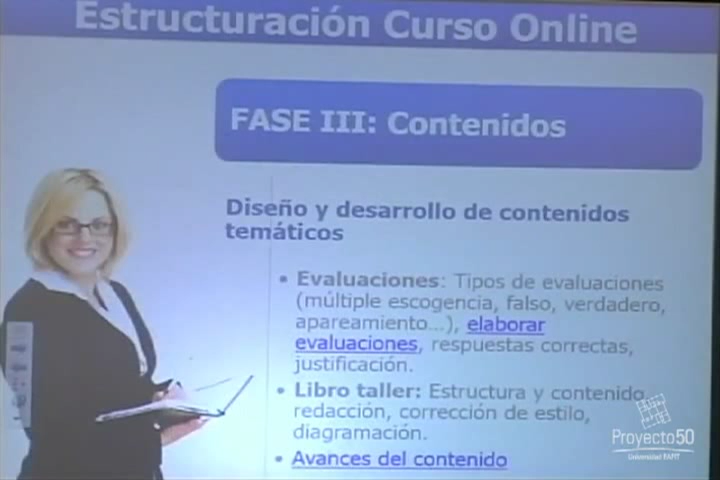 Estructuración Curso Online
FASE III: Contenidos
Diseño y desarrollo de contenidos
temáticos
• Evaluaciones: Tipos de evaluaciones
(múltiple escogencia, falso, verdadero,
apareamiento...), elaborar
evaluaciones, respuestas correctas,
justificación.
• Libro taller: Estructura y contenido,
redacción, corrección de estilo,
diagramación.
• Avances del contenido
Proyecto50
Universidad EAFIT